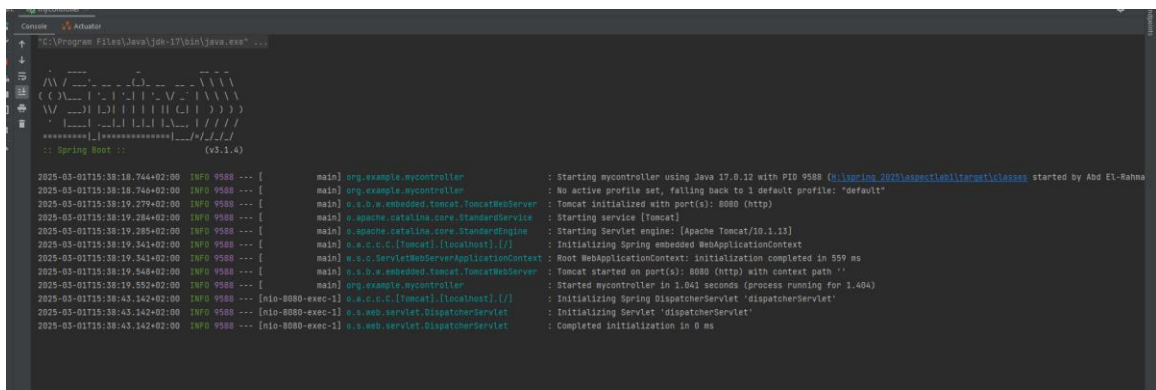 mycontroller
Console Actuator
"C:\Program Files\Java\jdk-17\bin\java.exe" ...
:: Spring Boot :: (v3.1.4)
2025-03-01T15:38:18.744+02:00 INFO 9588 --- [ main] org.example.mycontroller : Starting mycontroller using Java 17.0.12 with PID 9588 (H:\spring 2025\aspectlab1\target\classes started by Abd El-Rahma
2025-03-01T15:38:18.746+02:00 INFO 9588 --- [ main] org.example.mycontroller : No active profile set, falling back to 1 default profile: "default"
2025-03-01T15:38:19.279+02:00 INFO 9588 --- [ main] o.s.b.w.embedded.tomcat.TomcatWebServer : Tomcat initialized with port(s): 8080 (http)
2025-03-01T15:38:19.284+02:00 INFO 9588 --- [ main] o.apache.catalina.core.StandardService : Starting service [Tomcat]
2025-03-01T15:38:19.285+02:00 INFO 9588 --- [ main] o.apache.catalina.core.StandardEngine : Starting Servlet engine: [Apache Tomcat/10.1.13]
2025-03-01T15:38:19.341+02:00 INFO 9588 --- [ main] o.a.c.c.C.[Tomcat].[localhost].[/] : Initializing Spring embedded WebApplicationContext
2025-03-01T15:38:19.341+02:00 INFO 9588 --- [ main] w.s.c.ServletWebServerApplicationContext : Root WebApplicationContext: initialization completed in 559 ms
2025-03-01T15:38:19.548+02:00 INFO 9588 --- [ main] o.s.b.w.embedded.tomcat.TomcatWebServer : Tomcat started on port(s): 8080 (http) with context path ''
2025-03-01T15:38:19.552+02:00 INFO 9588 --- [ main] org.example.mycontroller : Started mycontroller in 1.041 seconds (process running for 1.404)
2025-03-01T15:38:43.142+02:00 INFO 9588 --- [nio-8080-exec-1] o.a.c.c.C.[Tomcat].[localhost].[/] : Initializing Spring DispatcherServlet 'dispatcherServlet'
2025-03-01T15:38:43.142+02:00 INFO 9588 --- [nio-8080-exec-1] o.s.web.servlet.DispatcherServlet : Initializing Servlet 'dispatcherServlet'
2025-03-01T15:38:43.142+02:00 INFO 9588 --- [nio-8080-exec-1] o.s.web.servlet.DispatcherServlet : Completed initialization in 0 ms
Endpoints